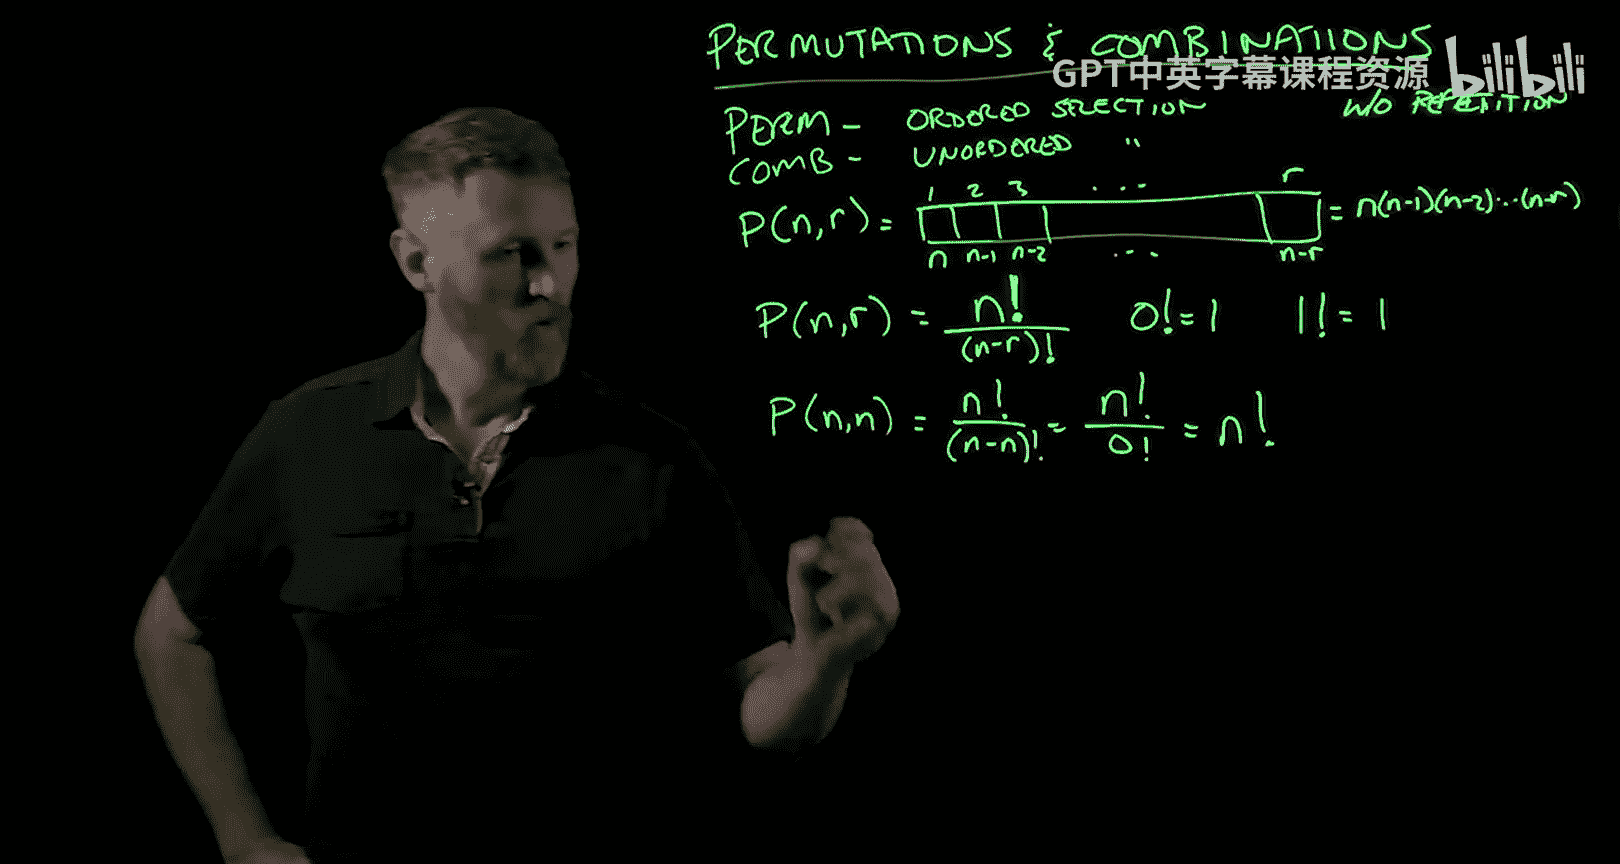 PERMUTATIONS & COMBINATIONS
GPT中英字幕课程资源 bilibili
PERM - ORDERED SELECTION W/O REPETITION
COMB - UNORDERED "
1 2 3 ... r
P(n,r) = = n(n-1)(n-2)...(n-r)
n n-1 n-2 ... n-r
P(n,r) = n!/(n-r)! 0! = 1 1! = 1
P(n,n) = n!/(n-n)! = n!/0! = n!